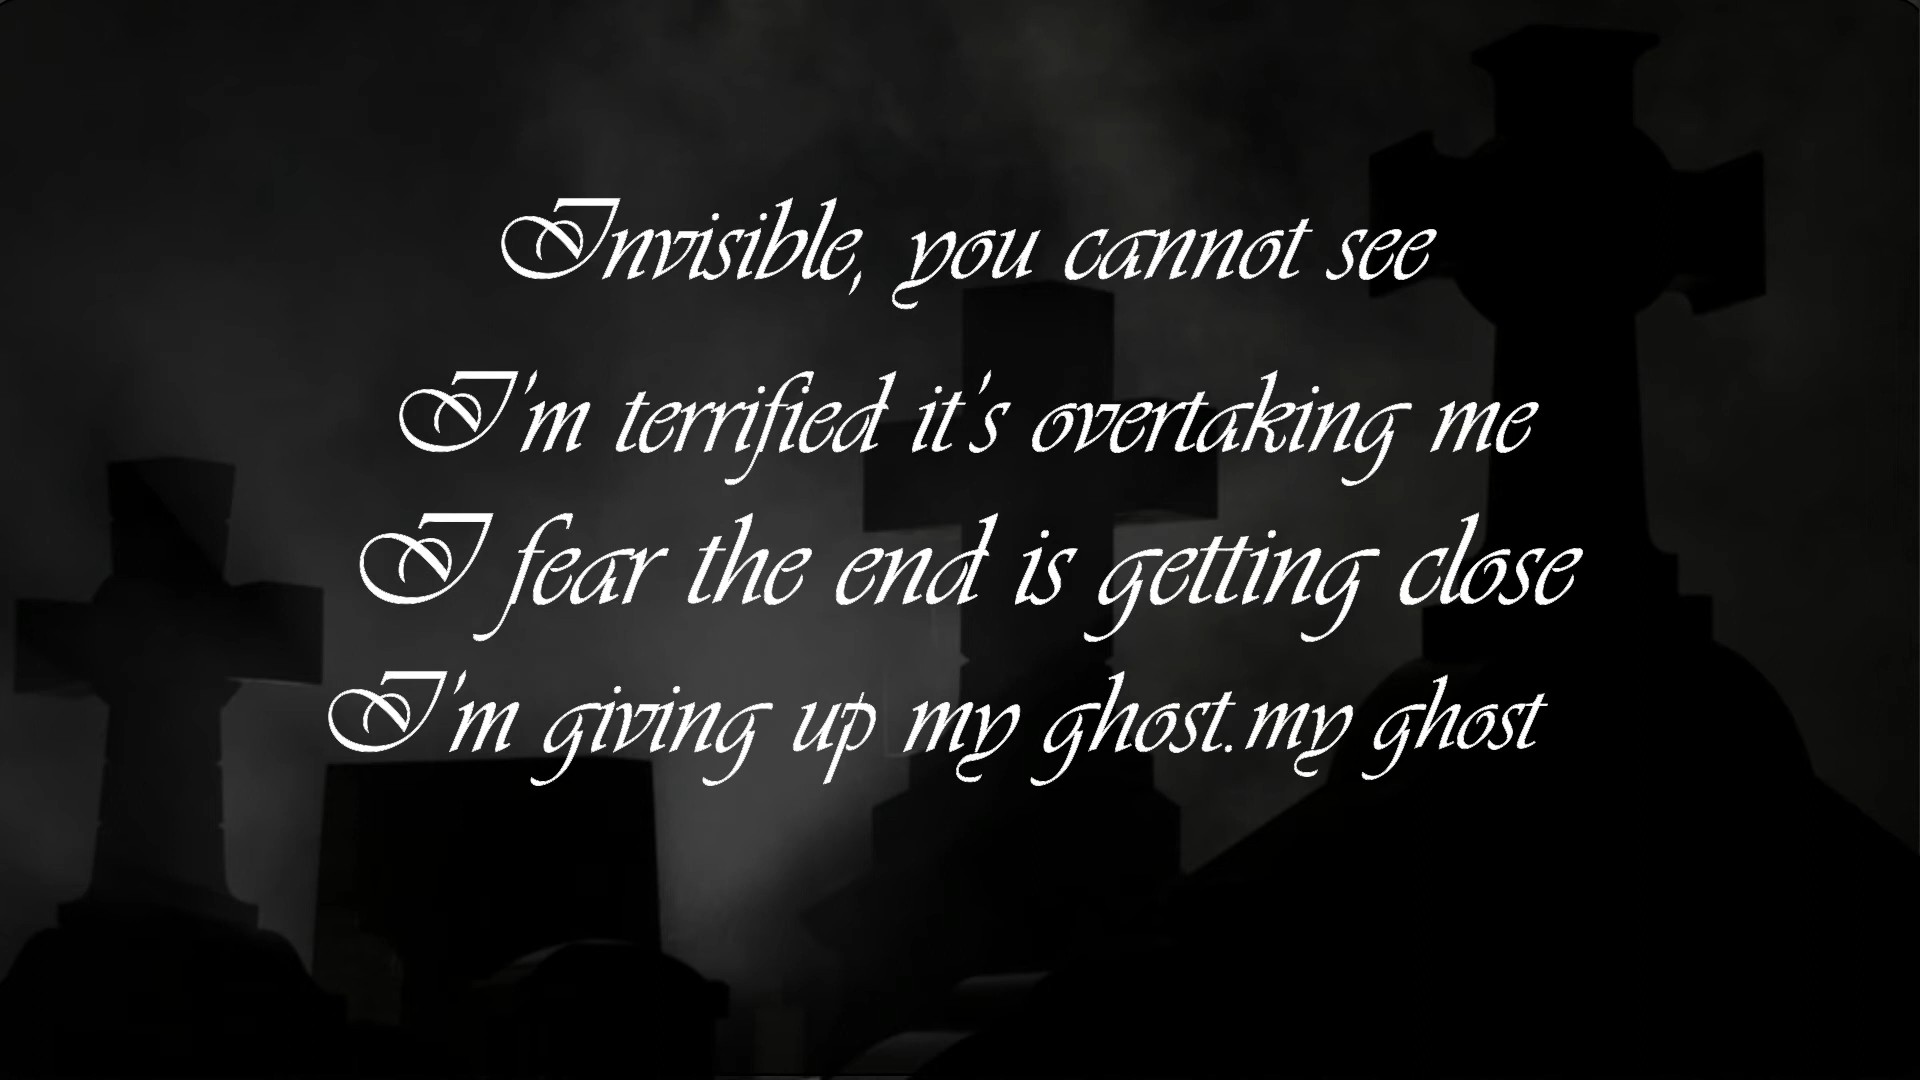 Invisible, you cannot see
I'm terrified it's overtaking me
I fear the end is getting close
I'm giving up my ghost.my ghost